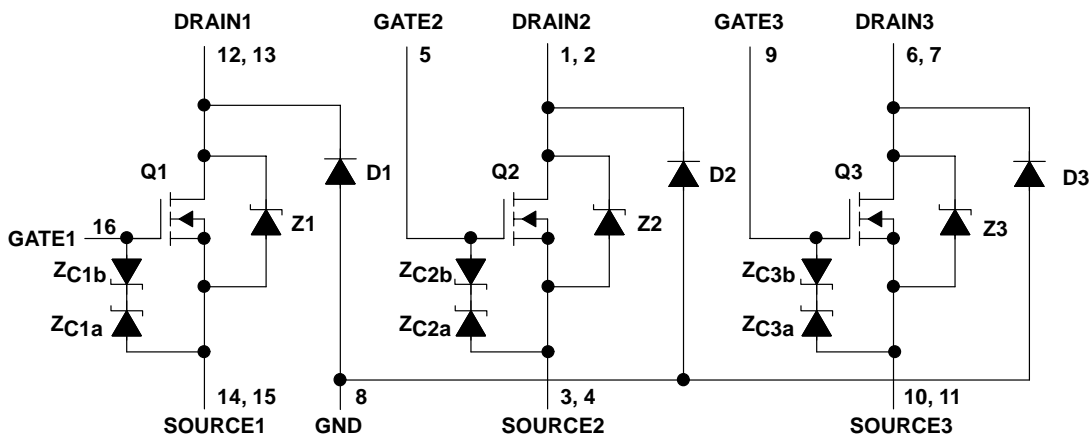 DRAIN1 GATE2 DRAIN2 GATE3 DRAIN3
12, 13 5 1, 2 9 6, 7
Q1 D1 Q2 D2 Q3 D3
16 Z1 Z2 Z3
GATE1
ZC1b ZC2b ZC3b
ZC1a ZC2a ZC3a
14, 15 8 3, 4 10, 11
SOURCE1 GND SOURCE2 SOURCE3